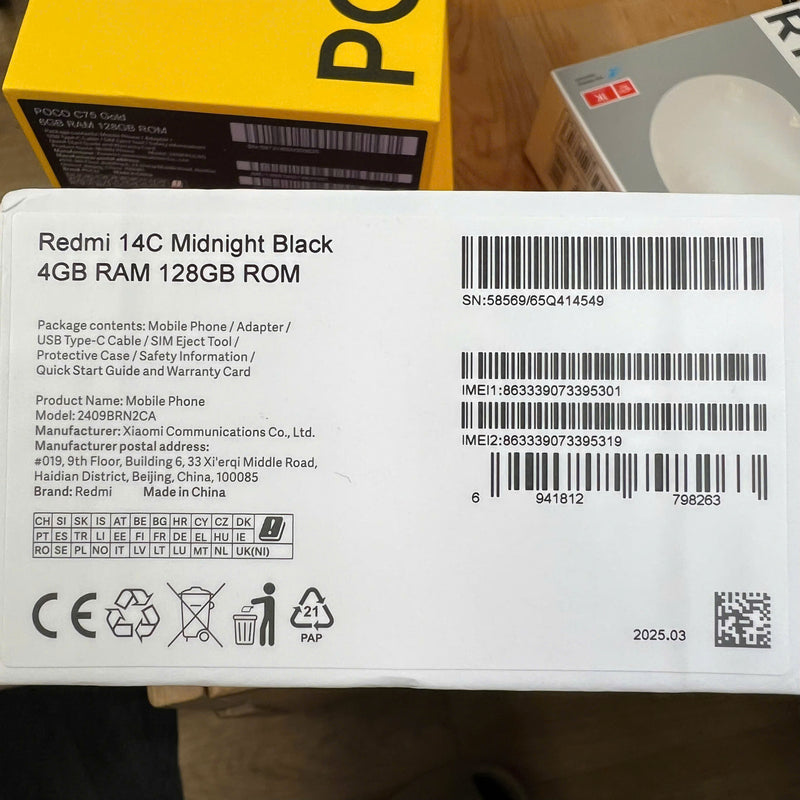 POCO
POCO C75 Gold
6GB RAM 128GB ROM
Redmi 14C Midnight Black
4GB RAM 128GB ROM
Package contents: Mobile Phone / Adapter /
USB Type-C Cable / SIM Eject Tool /
Protective Case / Safety Information /
Quick Start Guide and Warranty Card
Product Name: Mobile Phone
Model: 2409BRN2CA
Manufacturer: Xiaomi Communications Co., Ltd.
Manufacturer postal address:
#019, 9th Floor, Building 6, 33 Xi'erqi Middle Road,
Haidian District, Beijing, China, 100085
Brand: Redmi Made in China
CH SI SK IS AT BE BG HR CY CZ DK
PT ES TR LI EE FI FR DE EL HU IE
RO SE PL NO IT LV LT LU MT NL UK(NI)
CE
21
PAP
SN:58569/65Q414549
IMEI1:863339073395301
IMEI2:863339073395319
6 941812 798263
2025.03